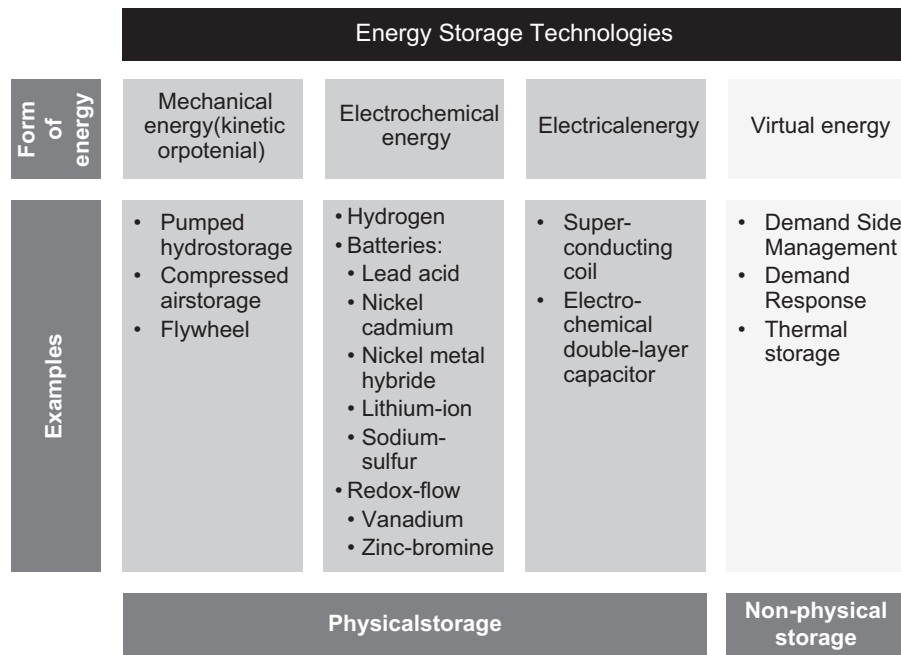 Energy Storage Technologies
Form
of
energy
Mechanical
energy(kinetic
orpotenial)
Electrochemical
energy
Electricalenergy
Virtual energy
Examples
• Pumped
hydrostorage
• Compressed
airstorage
• Flywheel
• Hydrogen
• Batteries:
• Lead acid
• Nickel
cadmium
• Nickel metal
hybride
• Lithium-ion
• Sodium-
sulfur
• Redox-flow
• Vanadium
• Zinc-bromine
• Super-
conducting
coil
• Electro-
chemical
double-layer
capacitor
• Demand Side
Management
• Demand
Response
• Thermal
storage
Physicalstorage
Non-physical
storage